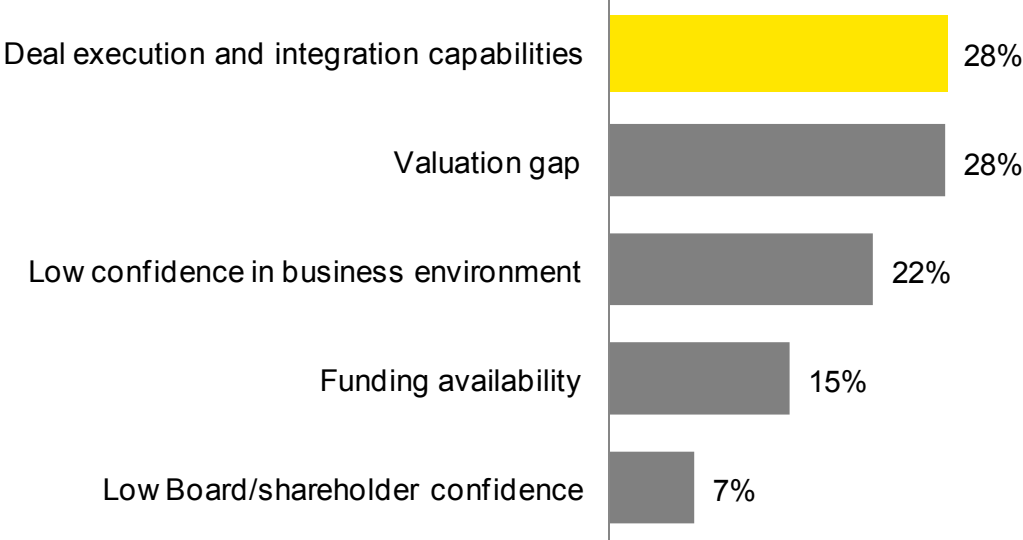 Deal execution and integration capabilities 28%
Valuation gap 28%
Low confidence in business environment 22%
Funding availability 15%
Low Board/shareholder confidence 7%